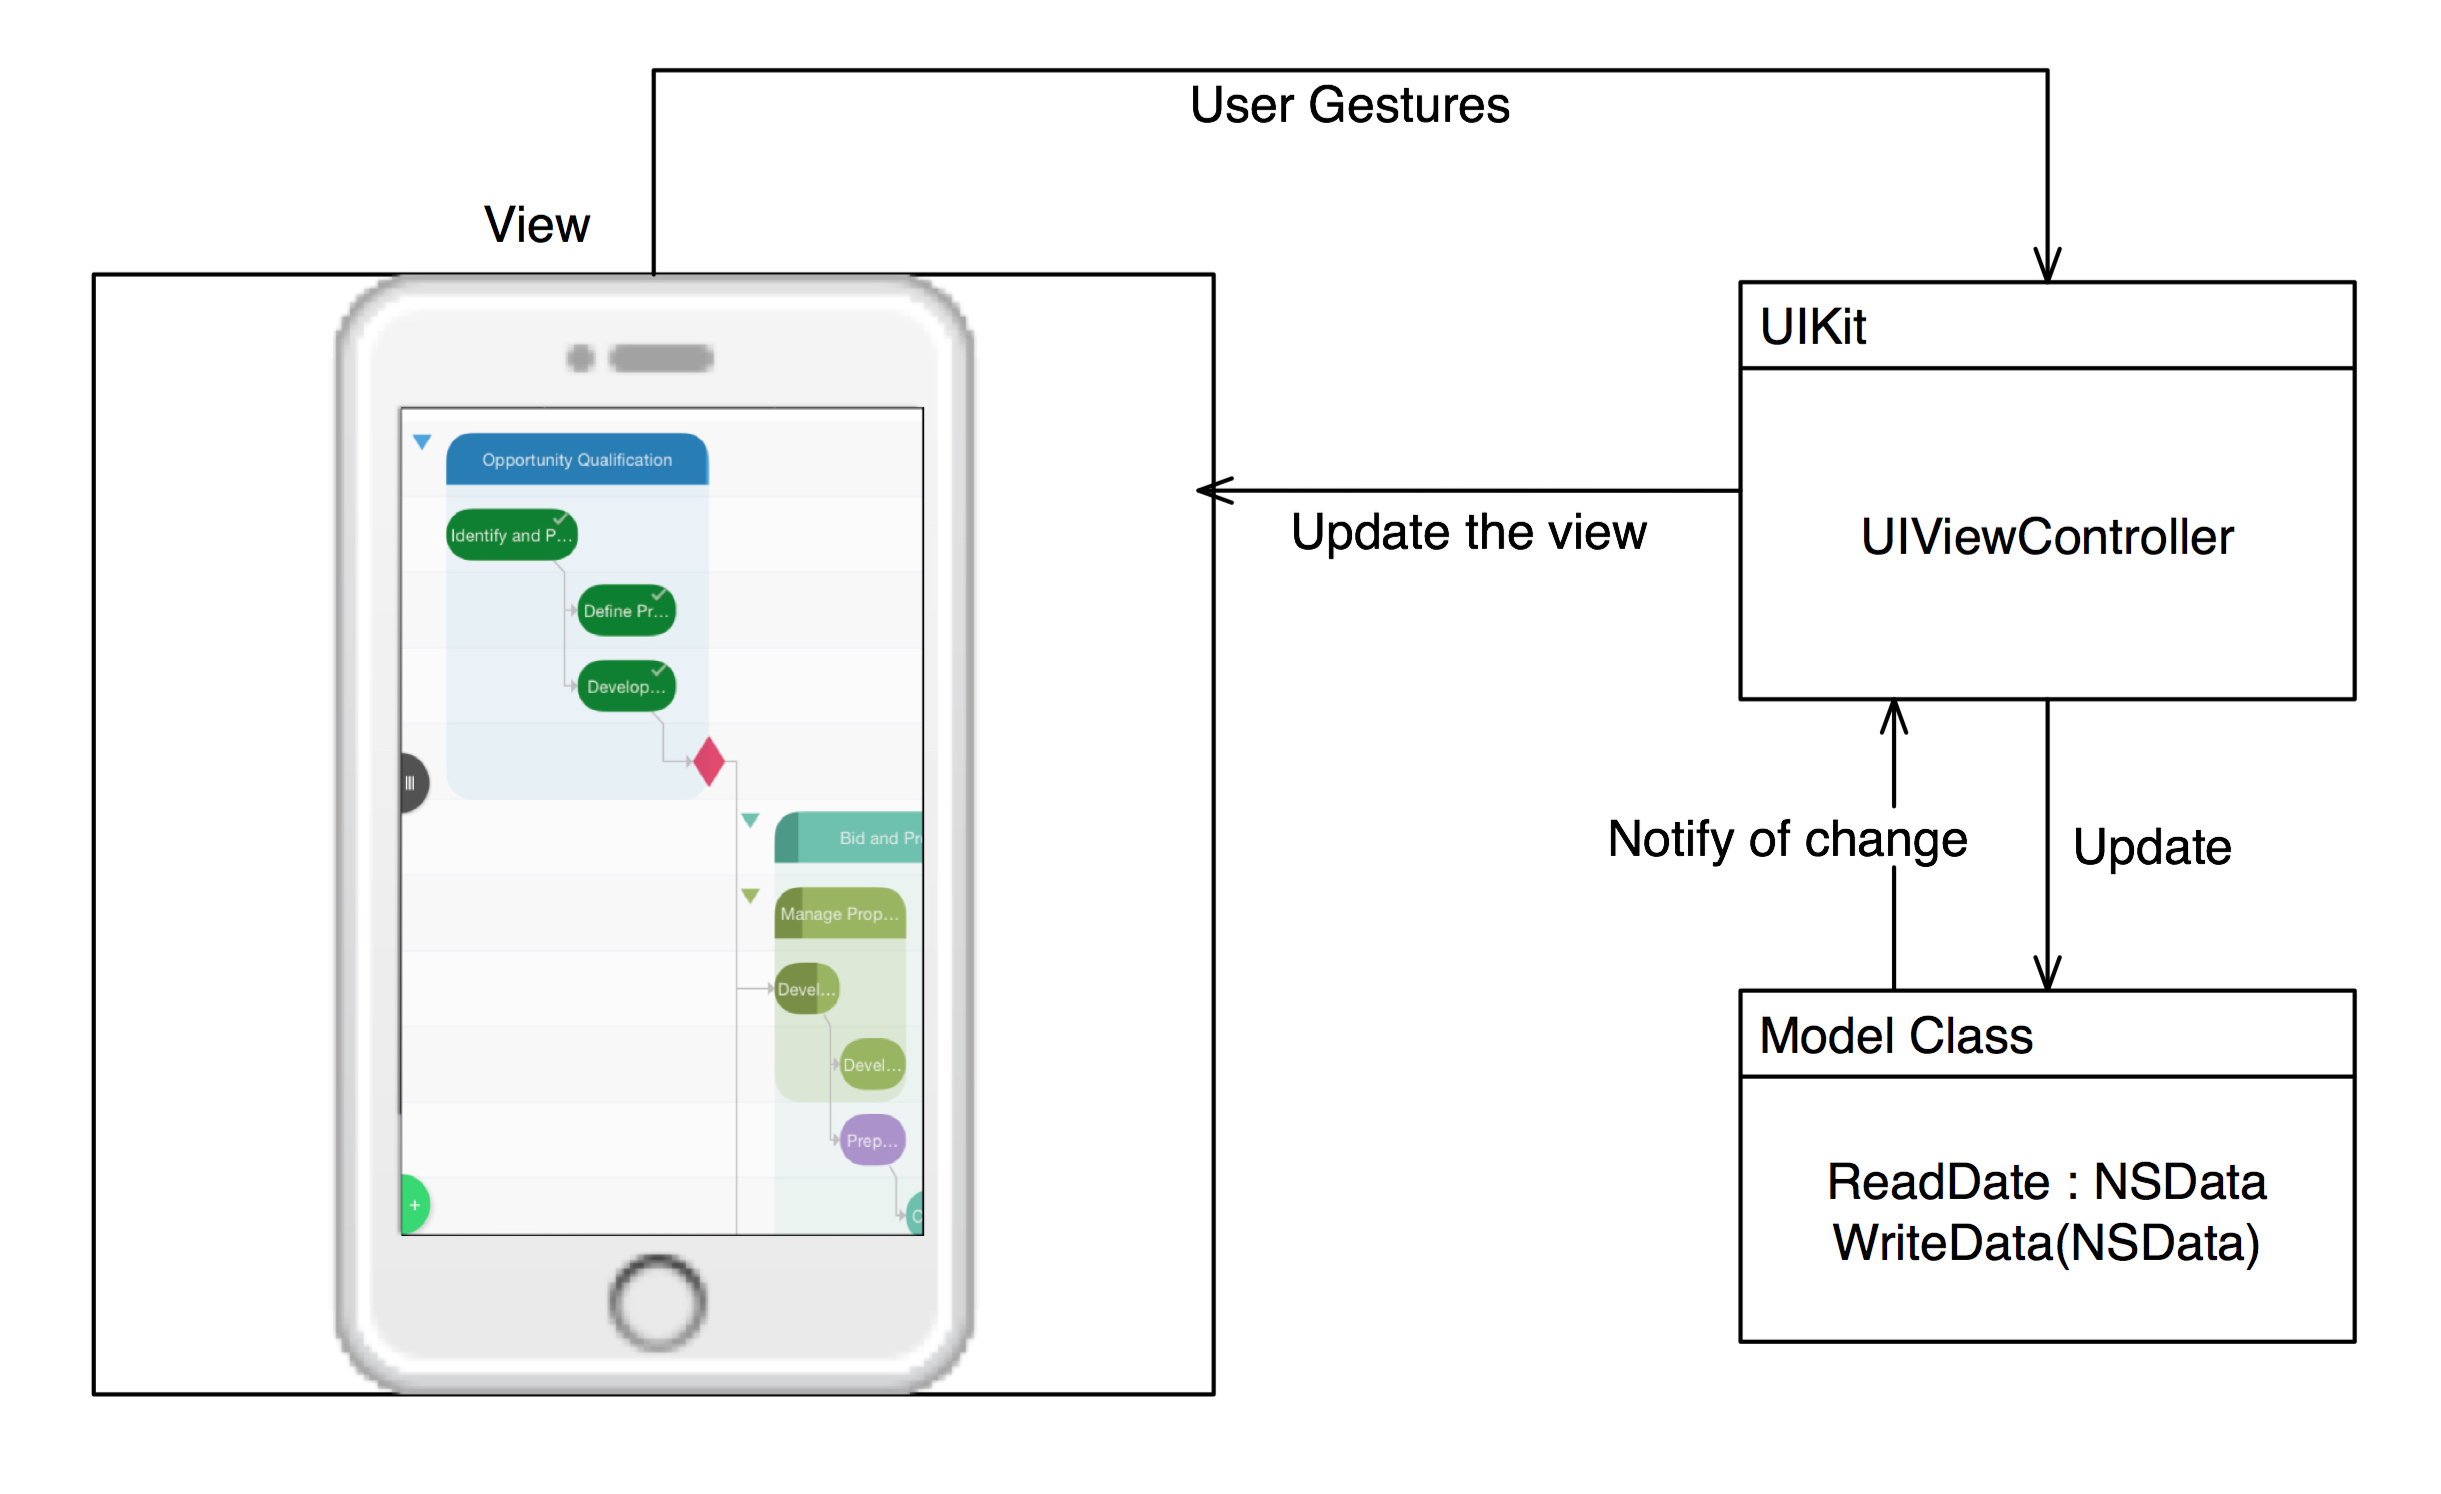 User Gestures
View
UIKit
UIViewController
Update the view
Notify of change
Update
Model Class
ReadDate : NSData
WriteData(NSData)
Opportunity Qualification
Identify and P...
Define Pr...
Develop...
Bid and Pr
Manage Prop...
Devel...
Devel...
Prep...
C
+